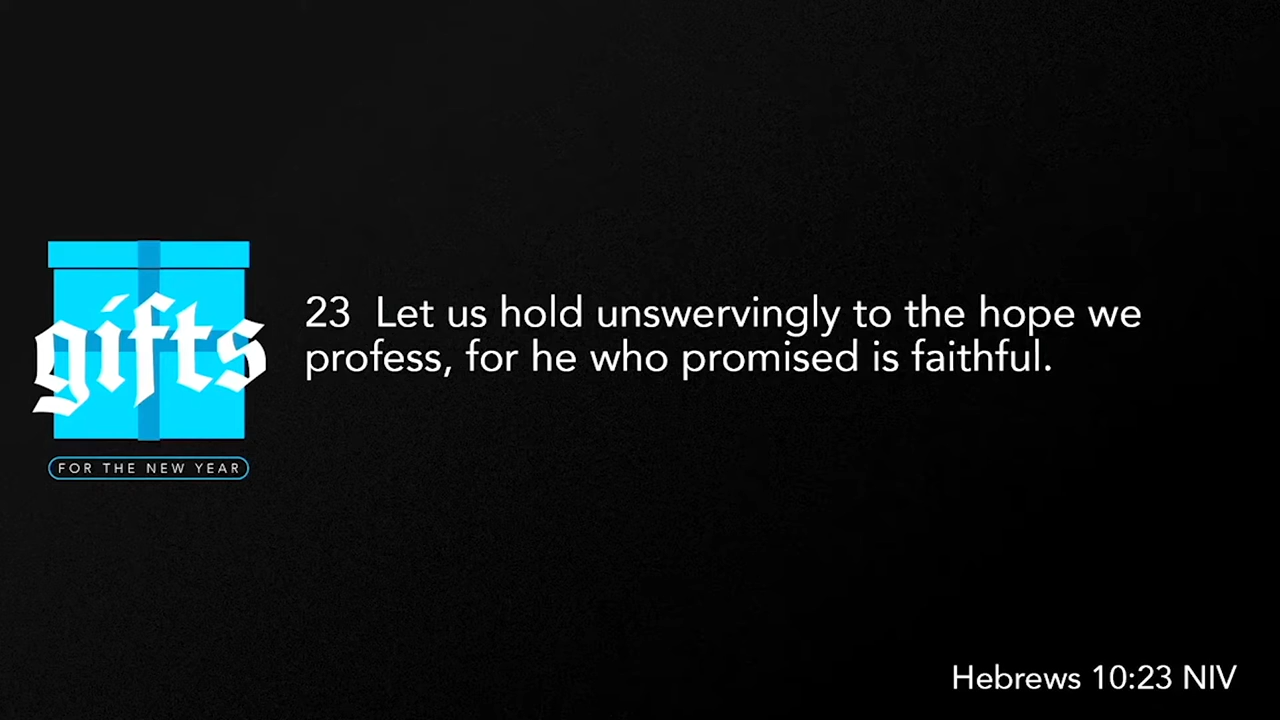 gifts
FOR THE NEW YEAR
23 Let us hold unswervingly to the hope we
profess, for he who promised is faithful.
Hebrews 10:23 NIV